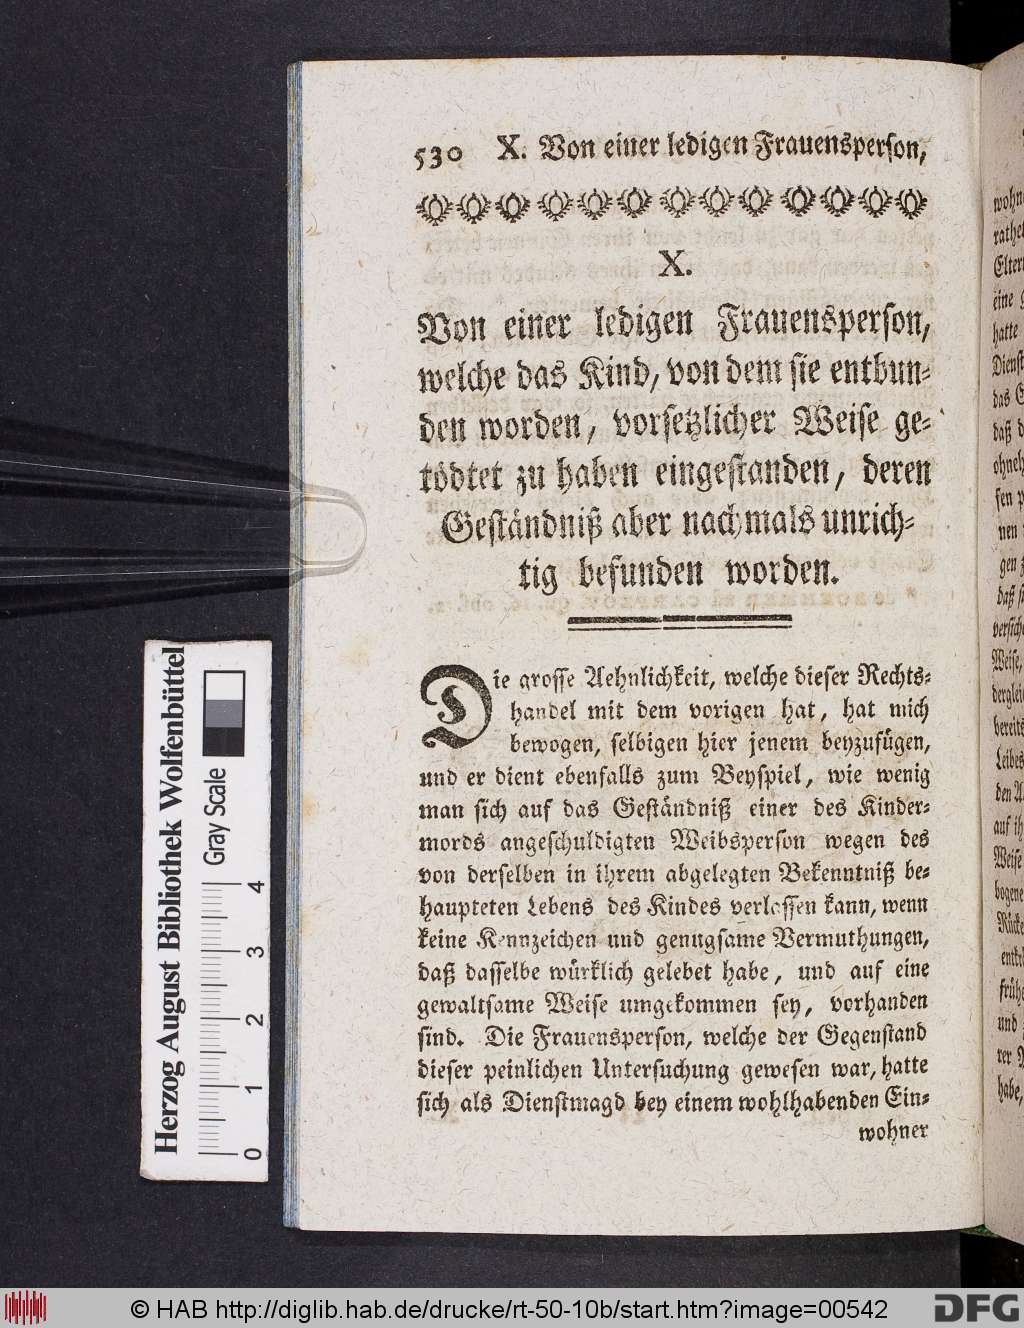 530 X. Von einer ledigen Frauensperson,
X.
Von einer ledigen Frauensperson,
welche das Kind, von dem sie entbun-
den worden, vorsetzlicher Weise ge-
tödtet zu haben eingestanden, deren
Geständniß aber nachmals unrich-
tig befunden worden.
Die grosse Aehnlichkeit, welche dieser Rechts-
handel mit dem vorigen hat, hat mich
bewogen, selbigen hier jenem beyzufügen,
und er dient ebenfalls zum Beyspiel, wie wenig
man sich auf das Geständniß einer des Kinder-
mords angeschuldigten Weibsperson wegen des
von derselben in ihrem abgelegten Bekenntniß be-
haupteten Lebens des Kindes verlassen kann, wenn
keine Kennzeichen und genugsame Vermuthungen,
daß dasselbe würklich gelebet habe, und auf eine
gewaltsame Weise umgekommen sey, vorhanden
sind. Die Frauensperson, welche der Gegenstand
dieser peinlichen Untersuchung gewesen war, hatte
sich als Dienstmagd bey einem wohlhabenden Ein-
wohner
Herzog August Bibliothek Wolfenbüttel
Gray Scale
0 1 2 3 4
© HAB http://diglib.hab.de/drucke/rt-50-10b/start.htm?image=00542
DFG